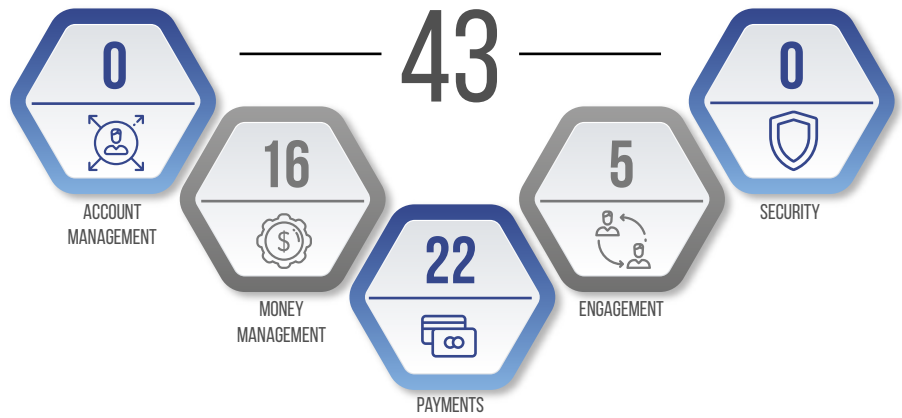 43
0
ACCOUNT
MANAGEMENT
16
$
MONEY
MANAGEMENT
22
PAYMENTS
5
ENGAGEMENT
0
SECURITY